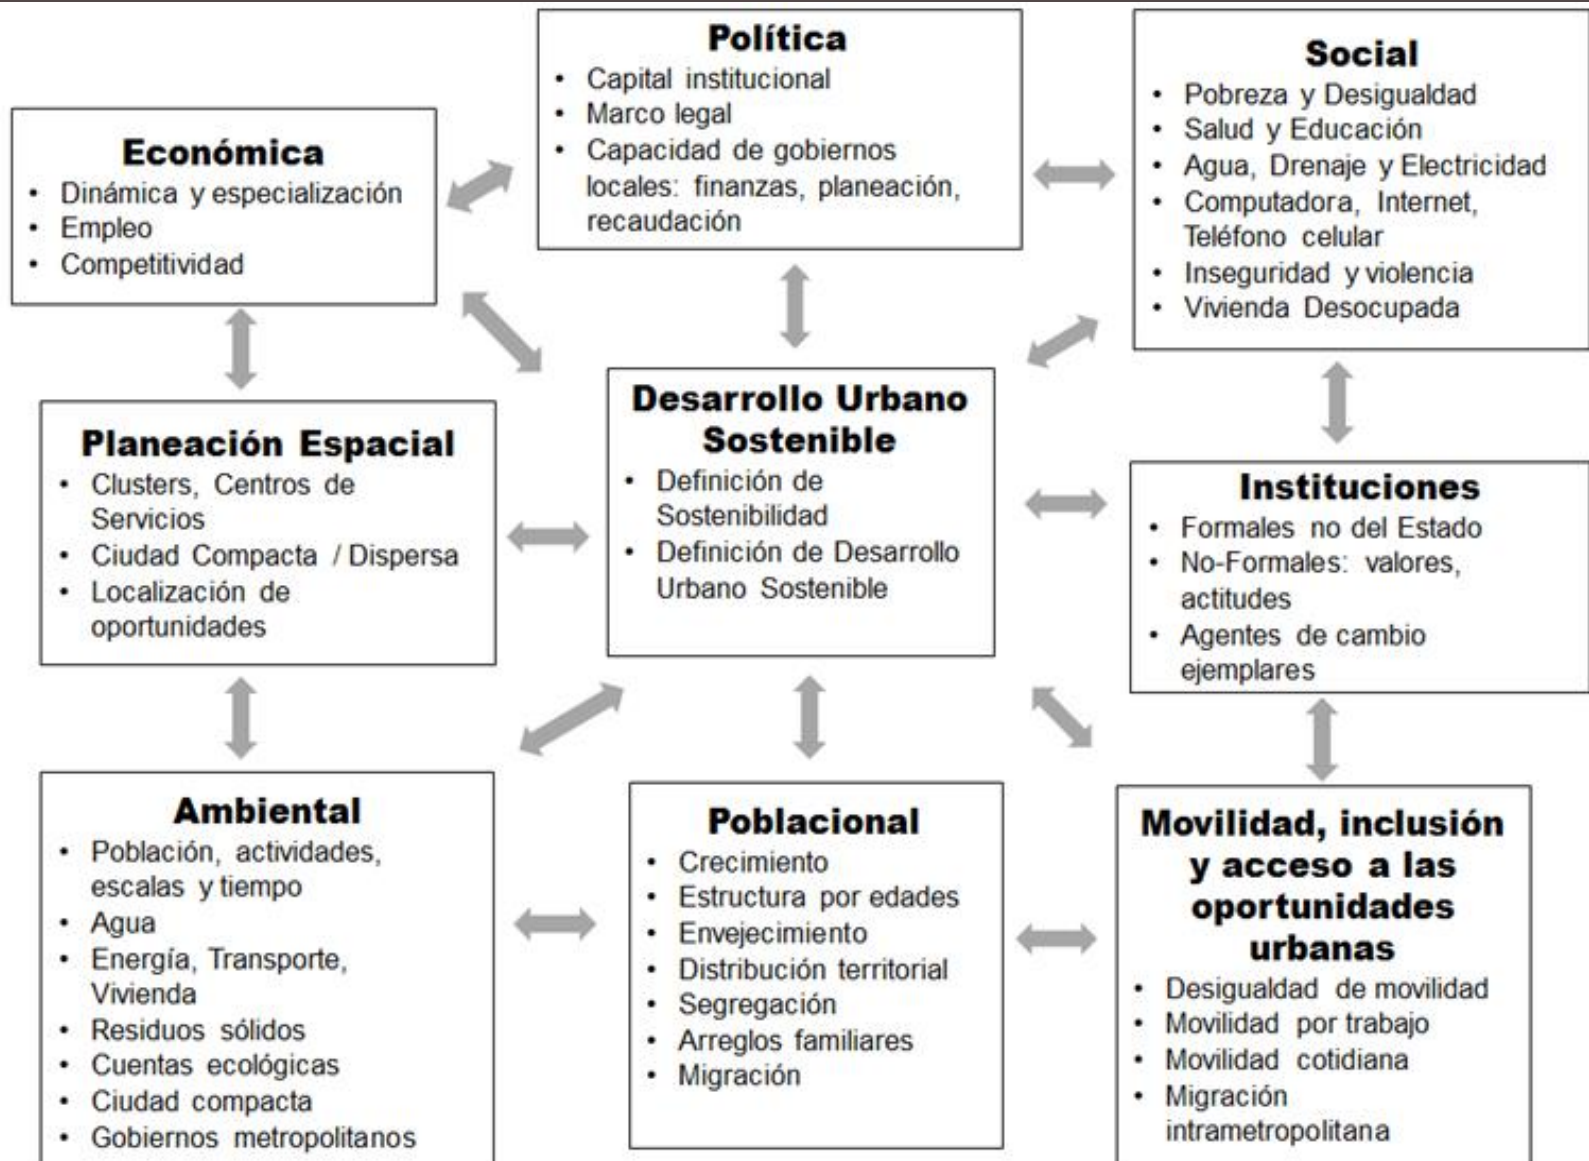 Política
• Capital institucional
• Marco legal
• Capacidad de gobiernos
locales: finanzas, planeación,
recaudación
Social
• Pobreza y Desigualdad
• Salud y Educación
• Agua, Drenaje y Electricidad
• Computadora, Internet,
Teléfono celular
• Inseguridad y violencia
• Vivienda Desocupada
Económica
• Dinámica y especialización
• Empleo
• Competitividad
Planeación Espacial
• Clusters, Centros de
Servicios
• Ciudad Compacta / Dispersa
• Localización de
oportunidades
Desarrollo Urbano
Sostenible
• Definición de
Sostenibilidad
• Definición de Desarrollo
Urbano Sostenible
Instituciones
• Formales no del Estado
• No-Formales: valores,
actitudes
• Agentes de cambio
ejemplares
Ambiental
• Población, actividades,
escalas y tiempo
• Agua
• Energía, Transporte,
Vivienda
• Residuos sólidos
• Cuentas ecológicas
• Ciudad compacta
• Gobiernos metropolitanos
Poblacional
• Crecimiento
• Estructura por edades
• Envejecimiento
• Distribución territorial
• Segregación
• Arreglos familiares
• Migración
Movilidad, inclusión
y acceso a las
oportunidades
urbanas
• Desigualdad de movilidad
• Movilidad por trabajo
• Movilidad cotidiana
• Migración
intrametropolitana